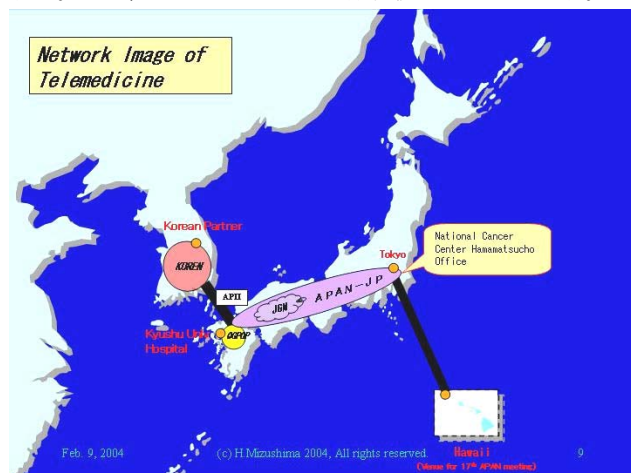 Network Image of
Telemedicine
Korean Partner
KOREN
National Cancer
Center Hamamatsucho
Office
Tokyo
APAN-JP
APII
JGN
Kyushu Univ.
Hospital
QGPOP
Feb. 9, 2004
(c) H.Mizushima 2004, All rights reserved.
Hawaii
9
(Venue for 17th APAN meeting)